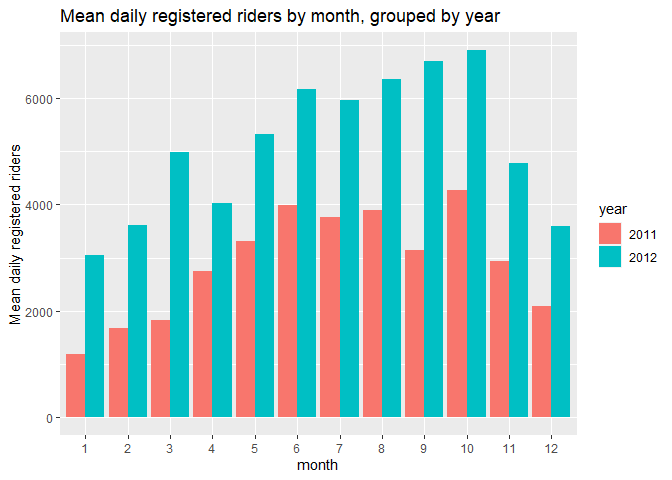 Mean daily registered riders by month, grouped by year
Mean daily registered riders
6000
4000
2000
0
1 2 3 4 5 6 7 8 9 10 11 12
month
year
2011
2012